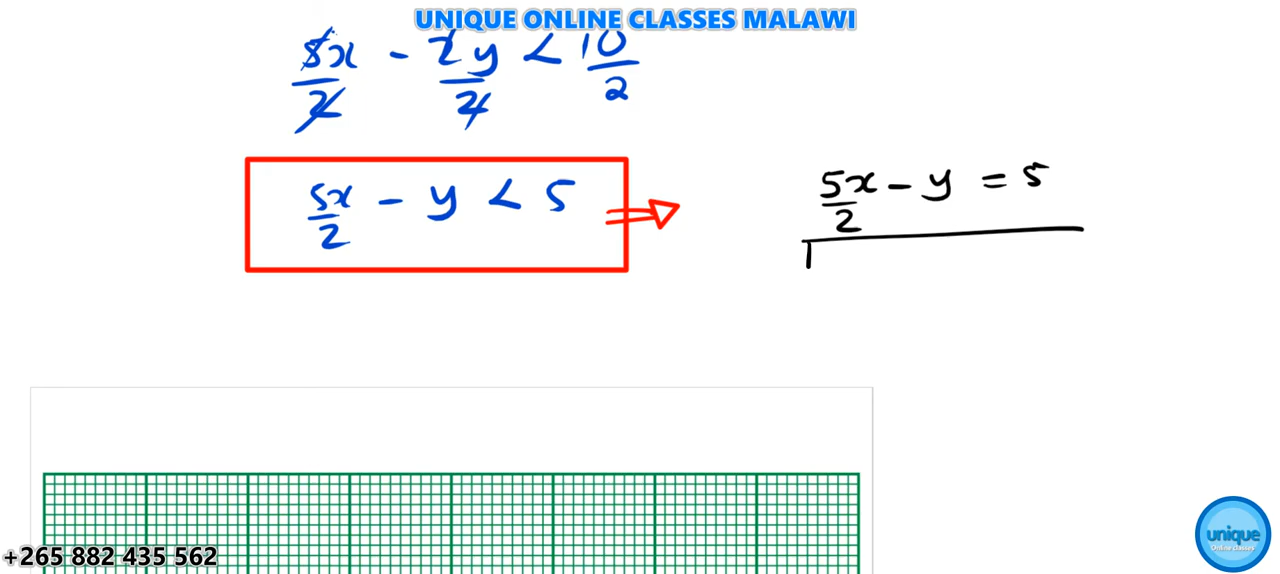 UNIQUE ONLINE CLASSES MALAWI
5x/2 - 2y/2 < 10/2
5x/2 - y < 5
5x/2 - y = 5
+265 882 435 562
unique
Online classes